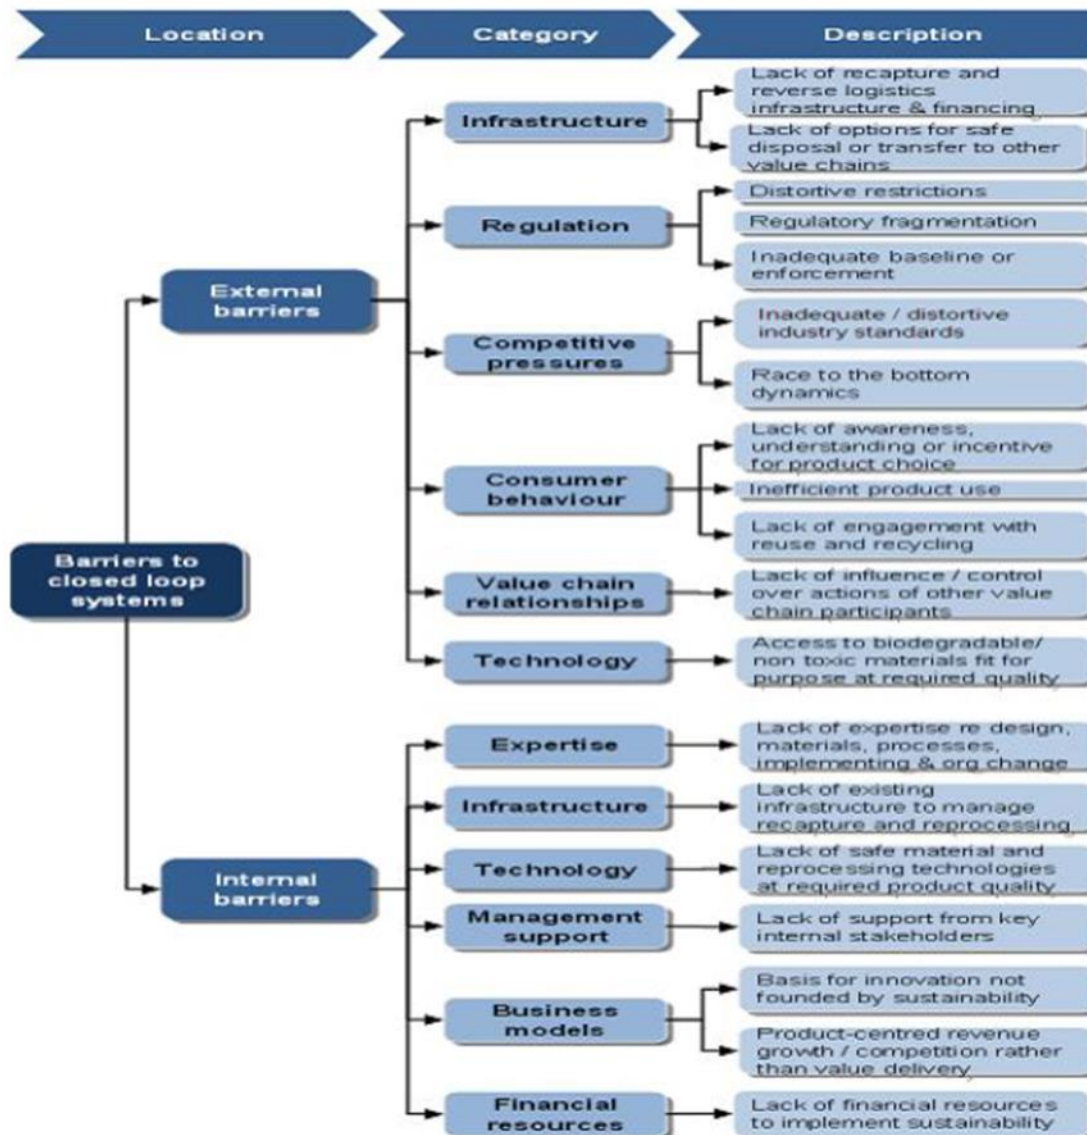 Location
Category
Description
Barriers to
closed loop
systems
External
barriers
Infrastructure
Lack of recapture and
reverse logistics
infrastructure & financing
Lack of options for safe
disposal or transfer to other
value chains
Regulation
Distortive restrictions
Regulatory fragmentation
Inadequate baseline or
enforcement
Competitive
pressures
Inadequate / distortive
industry standards
Race to the bottom
dynamics
Consumer
behaviour
Lack of awareness,
understanding or incentive
for product choice
Inefficient product use
Lack of engagement with
reuse and recycling
Value chain
relationships
Lack of influence / control
over actions of other value
chain participants
Technology
Access to biodegradable/
non toxic materials fit for
purpose at required quality
Internal
barriers
Expertise
Lack of expertise re design,
materials, processes,
implementing & org change
Infrastructure
Lack of existing
infrastructure to manage
recapture and reprocessing
Technology
Lack of safe material and
reprocessing technologies
at required product quality
Management
support
Lack of support from key
internal stakeholders
Business
models
Basis for innovation not
founded by sustainability
Product-centred revenue
growth / competition rather
than value delivery
Financial
resources
Lack of financial resources
to implement sustainability